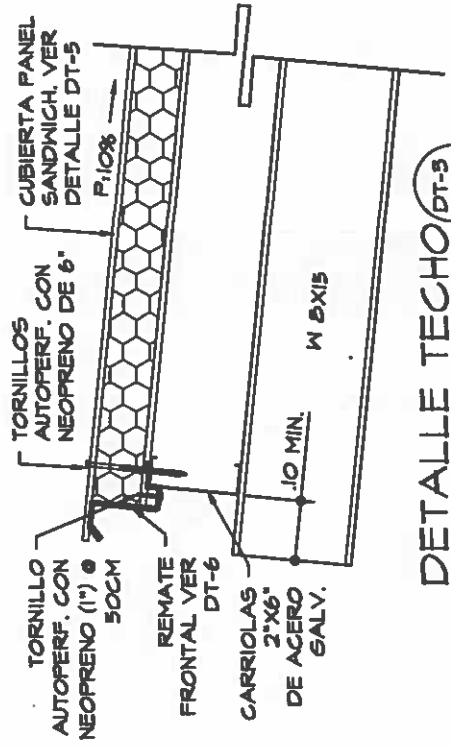 TORNILLO
AUTOPERF. CON
NEOPRENO (1") @
50CM
TORNILLOS
AUTOPERF. CON
NEOPRENO DE 6"
CUBIERTA PANEL
SANDWICH. VER
DETALLE DT-5
P:10%
REMATE
FRONTAL VER
DT-6
CARRIOLAS
2"X6"
DE ACERO
GALV.
.10 MIN.
W 8X15
DETALLE TECHO DT-3